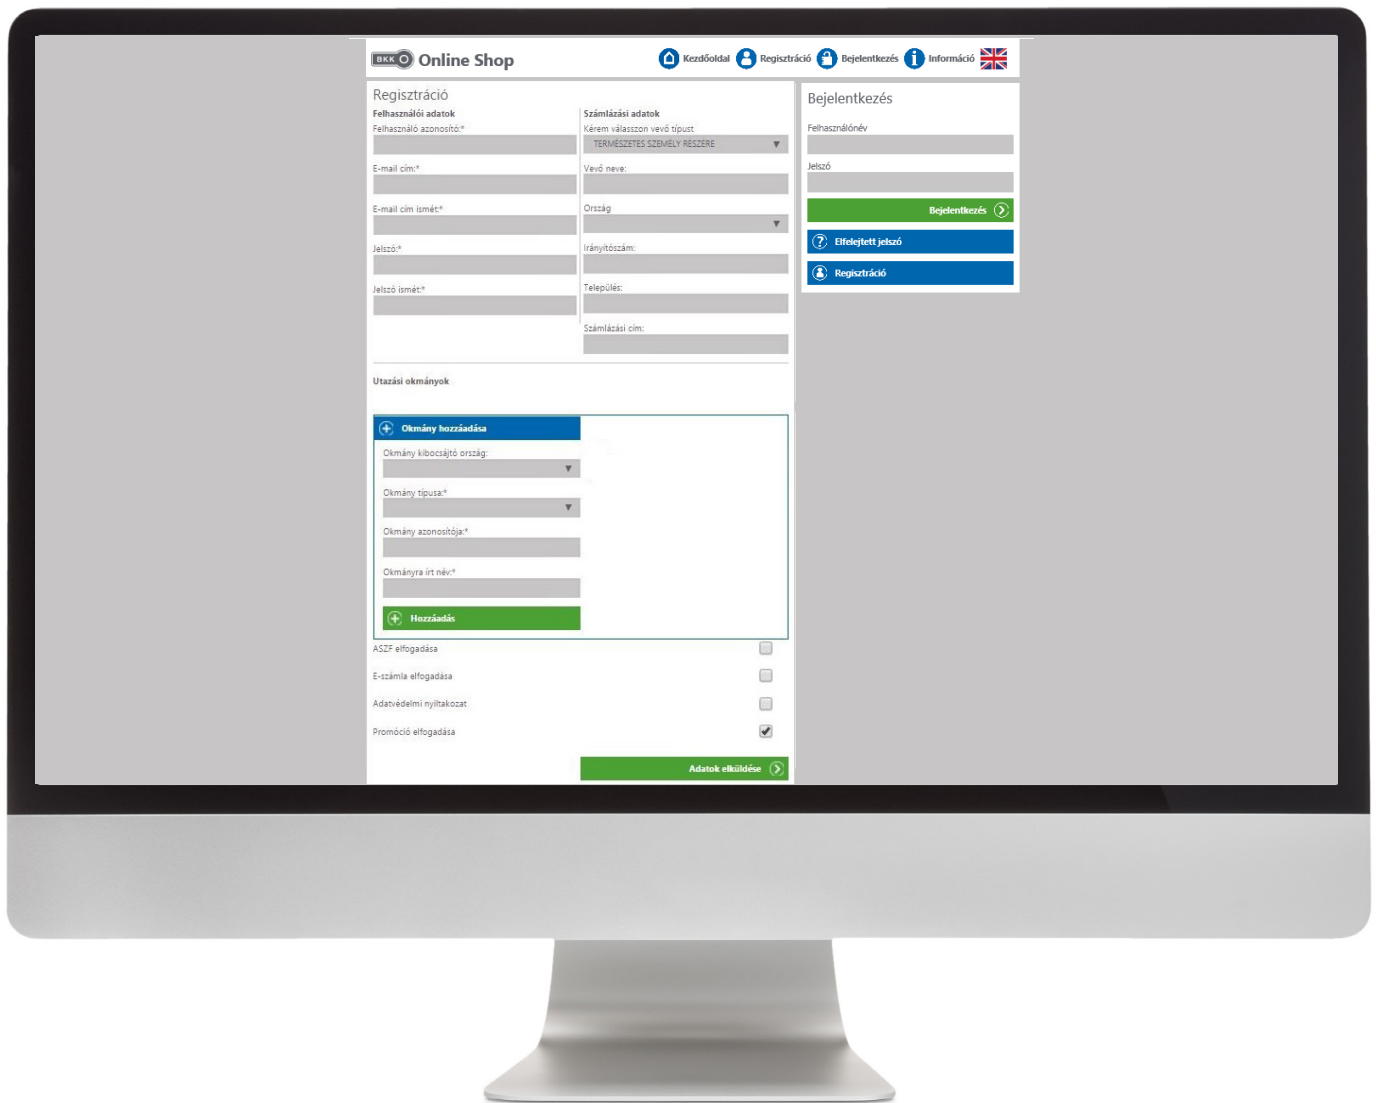 BKK Online Shop
Kezdőoldal Regisztráció Bejelentkezés Információ
Regisztráció
Felhasználói adatok
Felhasználó azonosító:*
E-mail cím:*
E-mail cím ismét:*
Jelszó:*
Jelszó ismét:*
Számlázási adatok
Kérem válasszon vevő típust
TERMÉSZETES SZEMÉLY RÉSZÉRE
Vevő neve:
Ország
Irányítószám:
Település:
Számlázási cím:
Utazási okmányok
Okmány hozzáadása
Okmány kibocsájtó ország:
Okmány típusa:*
Okmány azonosítója:*
Okmányra írt név:*
Hozzáadás
ÁSZF elfogadása
E-számla elfogadása
Adatvédelmi nyiltakozat
Promóció elfogadása
Adatok elküldése
Bejelentkezés
Felhasználónév
Jelszó
Bejelentkezés
Elfelejtett jelszó
Regisztráció